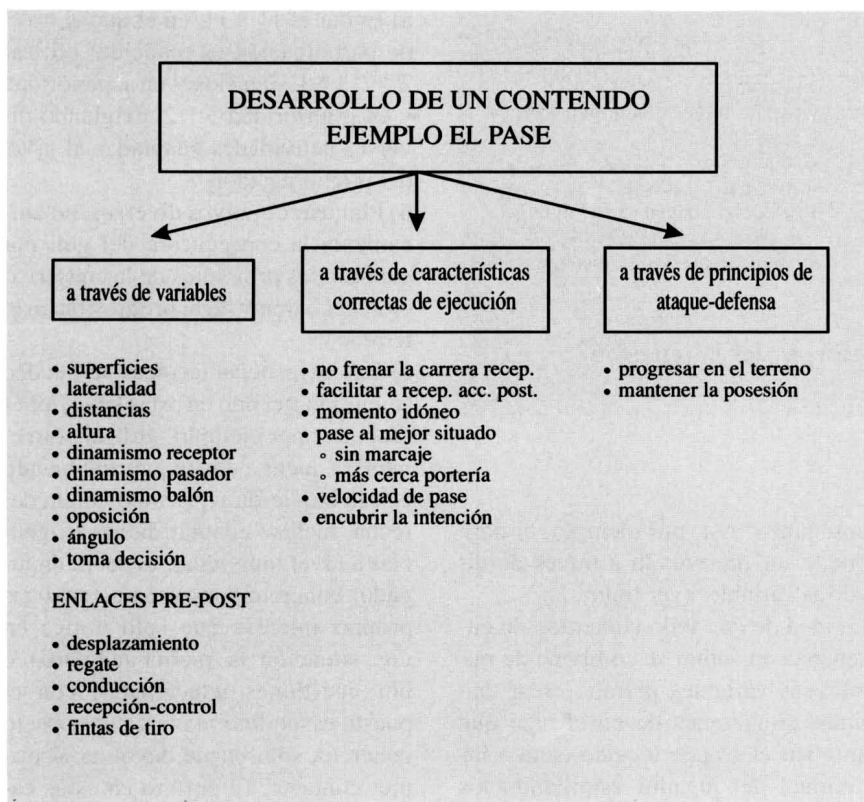 DESARROLLO DE UN CONTENIDO
EJEMPLO EL PASE
a través de variables
• superficies
• lateralidad
• distancias
• altura
• dinamismo receptor
• dinamismo pasador
• dinamismo balón
• oposición
• ángulo
• toma decisión
ENLACES PRE-POST
• desplazamiento
• regate
• conducción
• recepción-control
• fintas de tiro
a través de características
correctas de ejecución
• no frenar la carrera recep.
• facilitar a recep. acc. post.
• momento idóneo
• pase al mejor situado
◦ sin marcaje
◦ más cerca portería
• velocidad de pase
• encubrir la intención
a través de principios de
ataque-defensa
• progresar en el terreno
• mantener la posesión